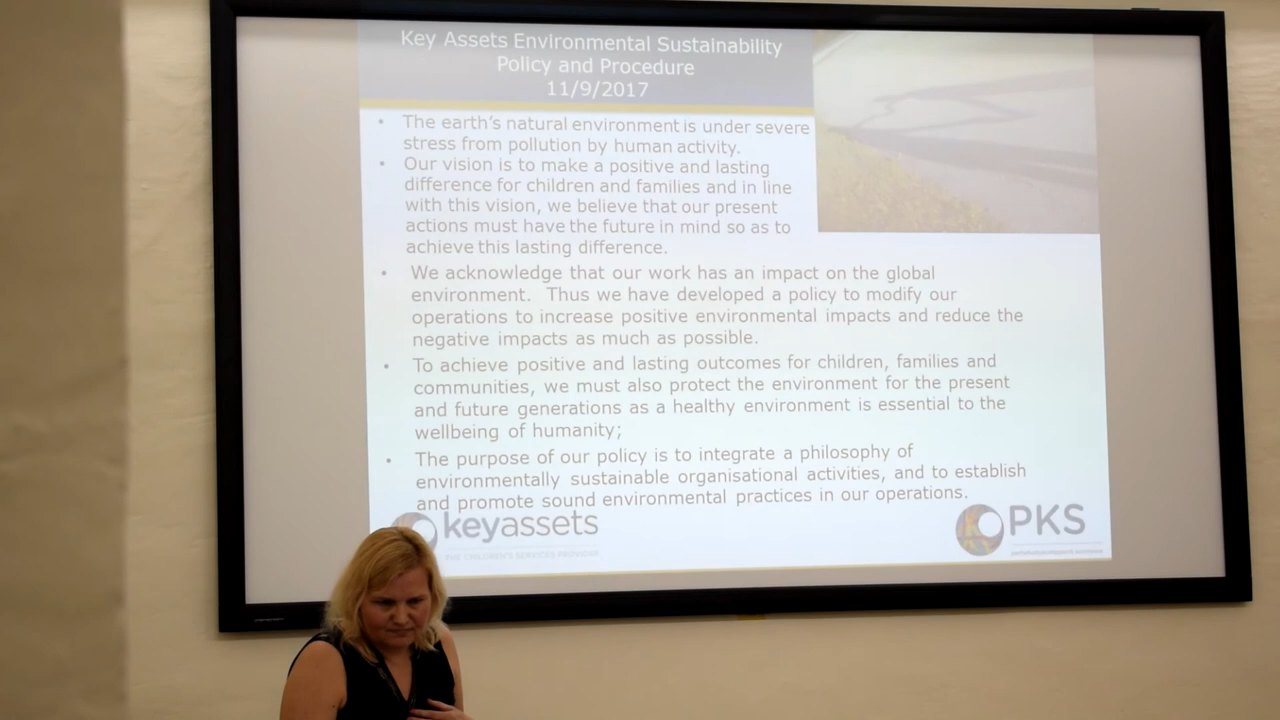 Key Assets Environmental Sustainability
Policy and Procedure
11/9/2017
• The earth's natural environment is under severe
stress from pollution by human activity.
• Our vision is to make a positive and lasting
difference for children and families and in line
with this vision, we believe that our present
actions must have the future in mind so as to
achieve this lasting difference.
• We acknowledge that our work has an impact on the global
environment. Thus we have developed a policy to modify our
operations to increase positive environmental impacts and reduce the
negative impacts as much as possible.
• To achieve positive and lasting outcomes for children, families and
communities, we must also protect the environment for the present
and future generations as a healthy environment is essential to the
wellbeing of humanity;
• The purpose of our policy is to integrate a philosophy of
environmentally sustainable organisational activities, and to establish
and promote sound environmental practices in our operations.
keyassets
THE CHILDREN'S SERVICES PROVIDER
PKS